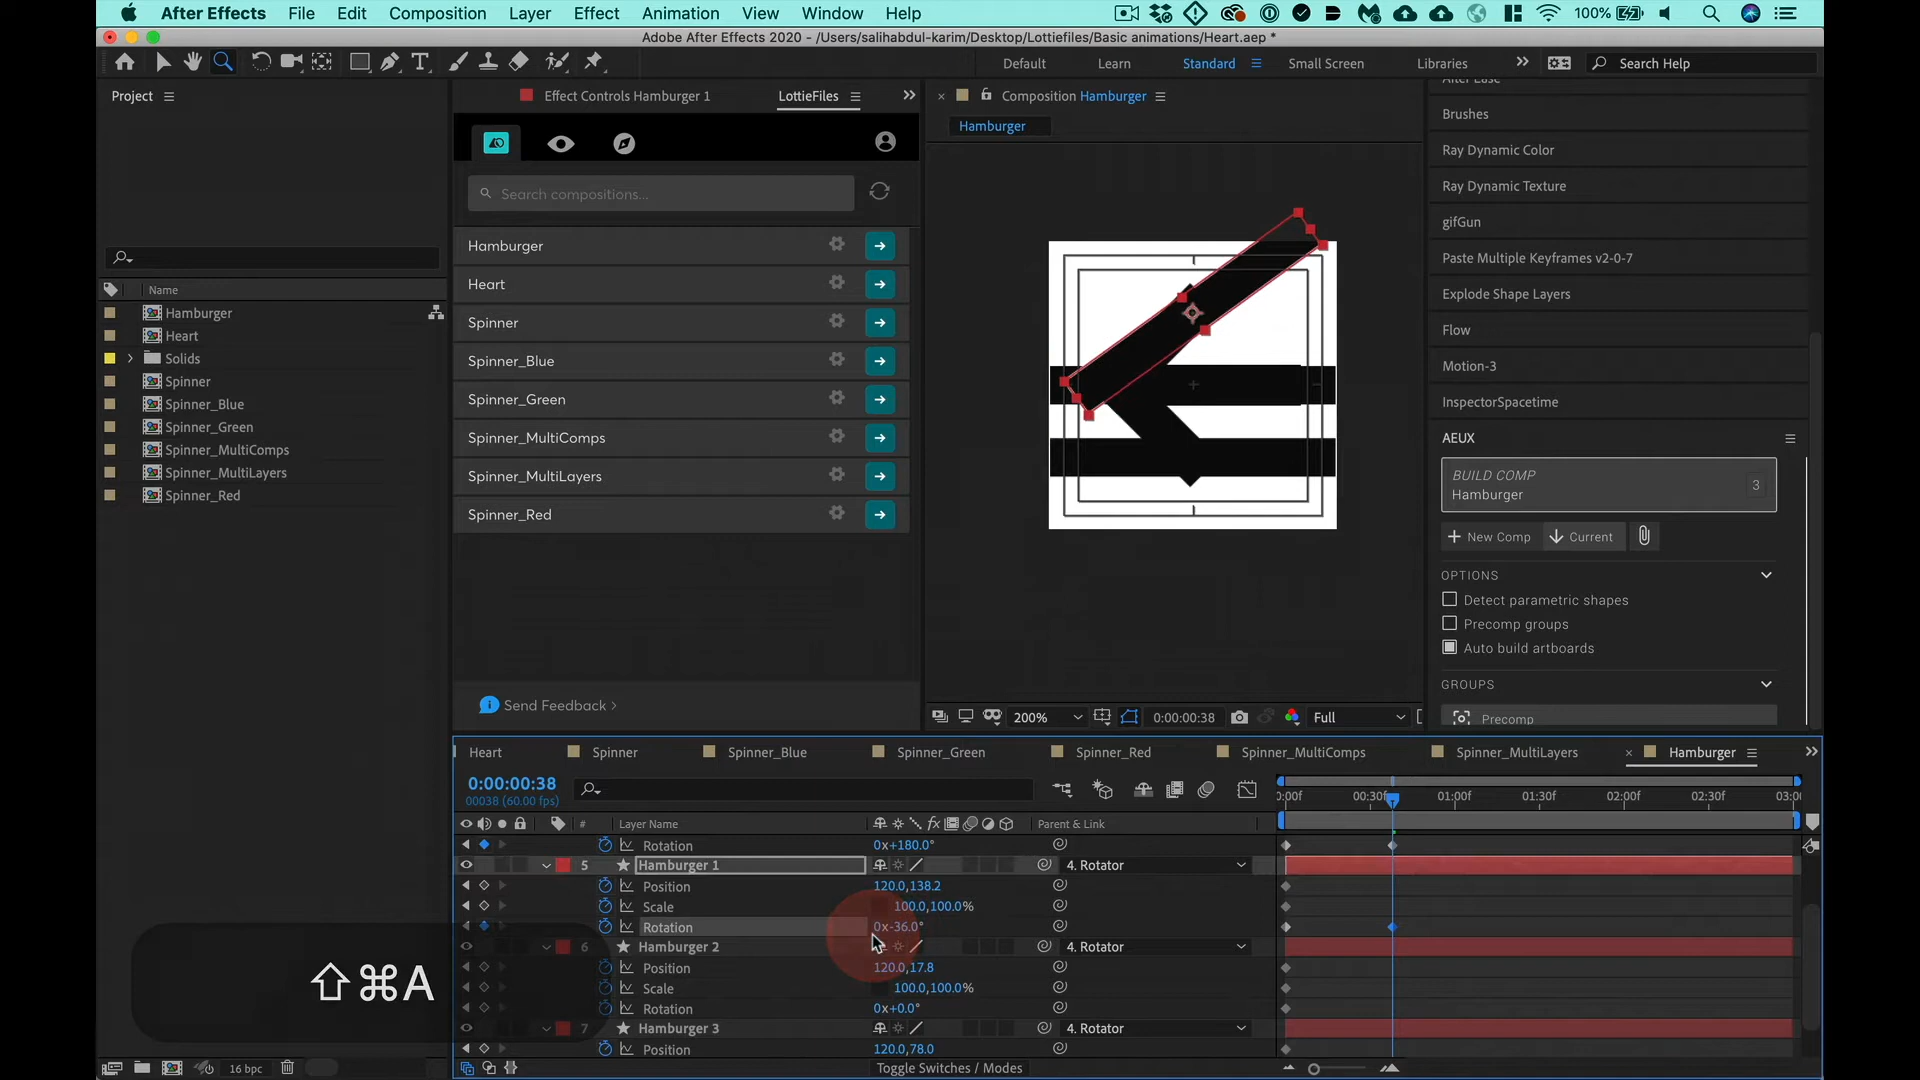 After Effects File Edit Composition Layer Effect Animation View Window Help 100%
Adobe After Effects 2020 - /Users/salihabdul-karim/Desktop/Lottiefiles/Basic animations/Heart.aep *
Default Learn Standard Small Screen Libraries Search Help
Project
Effect Controls Hamburger 1
LottieFiles
Composition Hamburger
Hamburger
Search compositions...
Hamburger
Heart
Spinner
Spinner_Blue
Spinner_Green
Spinner_MultiComps
Spinner_MultiLayers
Spinner_Red
Send Feedback >
Name
Hamburger
Heart
Solids
Spinner
Spinner_Blue
Spinner_Green
Spinner_MultiComps
Spinner_MultiLayers
Spinner_Red
Brushes
Ray Dynamic Color
Ray Dynamic Texture
gifGun
Paste Multiple Keyframes v2-0-7
Explode Shape Layers
Flow
Motion-3
InspectorSpacetime
AEUX
BUILD COMP
Hamburger 3
New Comp Current
OPTIONS
Detect parametric shapes
Precomp groups
Auto build artboards
GROUPS
Precomp
200% 0:00:00:38 Full
Heart Spinner Spinner_Blue Spinner_Green Spinner_Red Spinner_MultiComps Spinner_MultiLayers Hamburger
0:00:00:38
00038 (60.00 fps)
:00f 00:30f 01:00f 01:30f 02:00f 02:30f 03:0
# Layer Name Parent & Link
Rotation 0x+180.0°
5 Hamburger 1 4. Rotator
Position 120.0,138.2
Scale 100.0,100.0%
Rotation 0x-36.0°
6 Hamburger 2 4. Rotator
Position 120.0,17.8
Scale 100.0,100.0%
Rotation 0x+0.0°
7 Hamburger 3 4. Rotator
Position 120.0,78.0
⇧⌘A
16 bpc
Toggle Switches / Modes